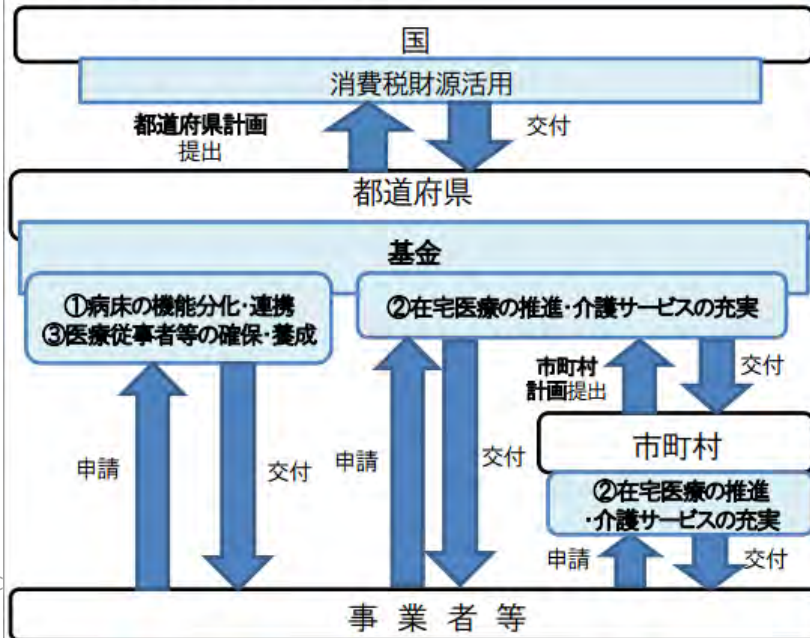 国
消費税財源活用
都道府県計画
提出
交付
都道府県
基金
①病床の機能分化・連携
③医療従事者等の確保・養成
②在宅医療の推進・介護サービスの充実
市町村
計画提出
交付
市町村
申請
交付
申請
交付
②在宅医療の推進
・介護サービスの充実
申請
交付
事業者等